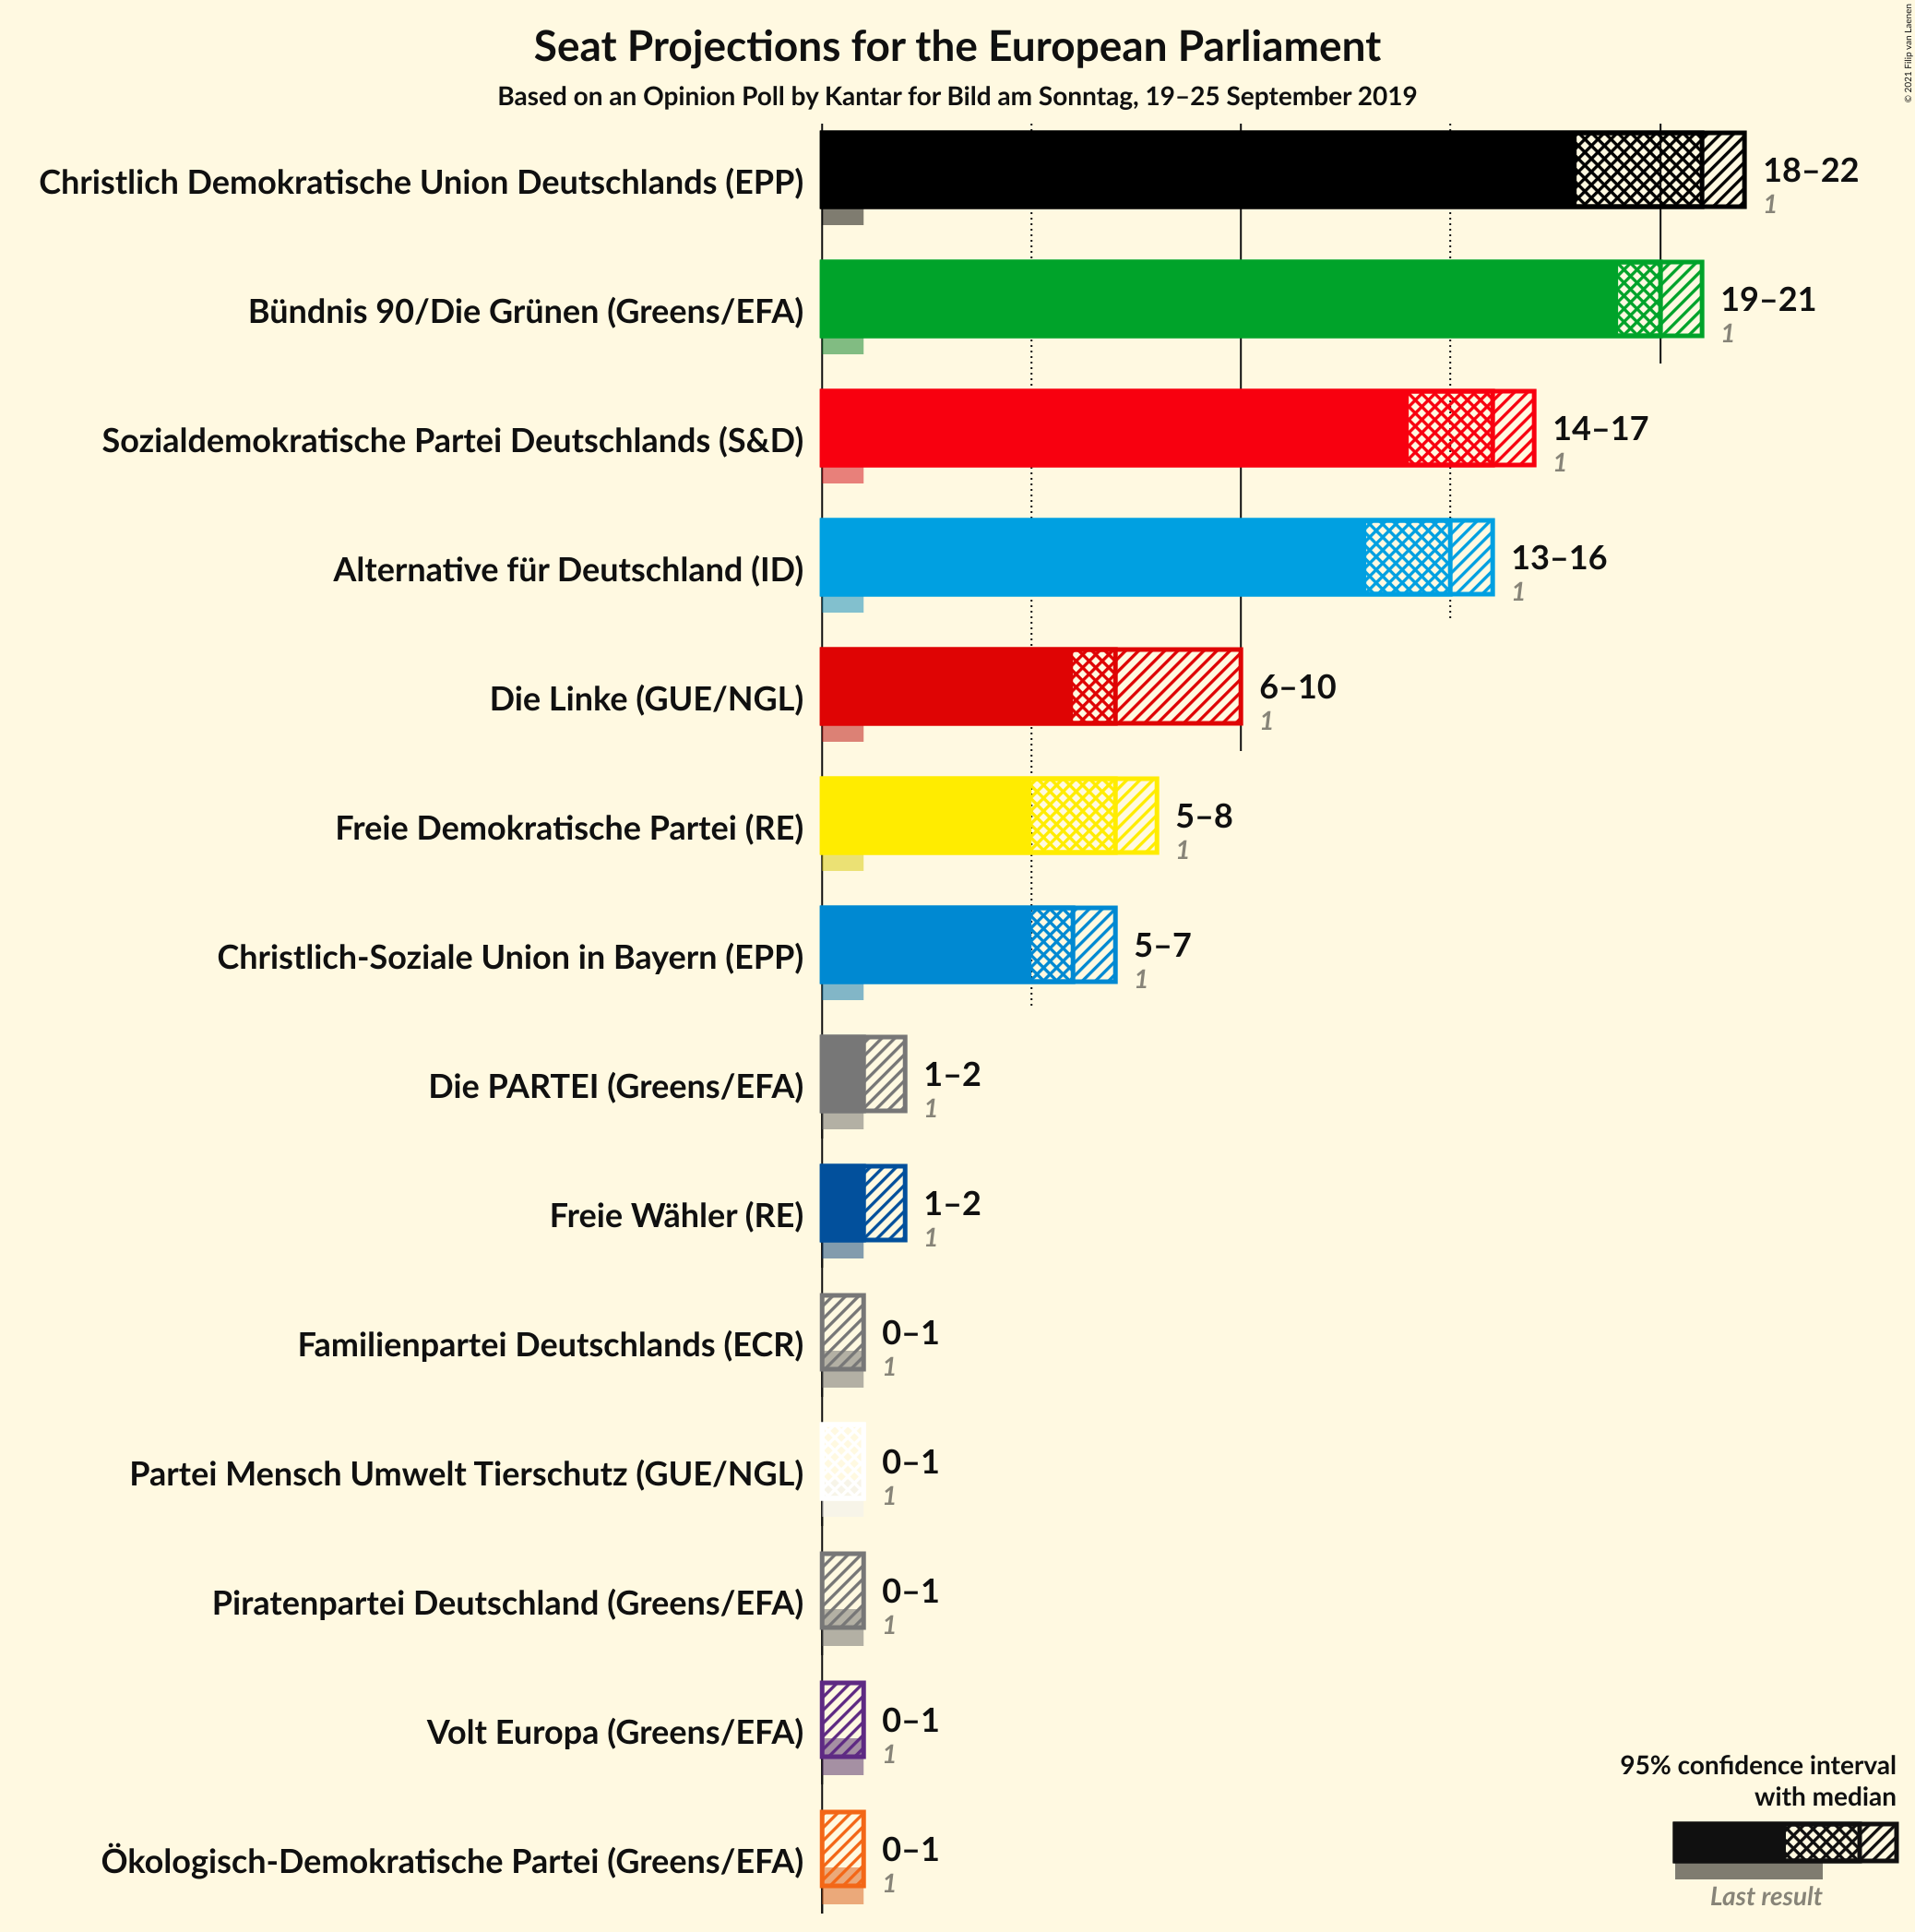 Seat Projections for the European Parliament
Based on an Opinion Poll by Kantar for Bild am Sonntag, 19–25 September 2019
© 2021 Filip van Laenen
Christlich Demokratische Union Deutschlands (EPP)
18–22
1
Bündnis 90/Die Grünen (Greens/EFA)
19–21
1
Sozialdemokratische Partei Deutschlands (S&D)
14–17
1
Alternative für Deutschland (ID)
13–16
1
Die Linke (GUE/NGL)
6–10
1
Freie Demokratische Partei (RE)
5–8
1
Christlich-Soziale Union in Bayern (EPP)
5–7
1
Die PARTEI (Greens/EFA)
1–2
1
Freie Wähler (RE)
1–2
1
Familienpartei Deutschlands (ECR)
0–1
1
Partei Mensch Umwelt Tierschutz (GUE/NGL)
0–1
1
Piratenpartei Deutschland (Greens/EFA)
0–1
1
Volt Europa (Greens/EFA)
0–1
1
Ökologisch-Demokratische Partei (Greens/EFA)
0–1
1
95% confidence interval
with median
Last result